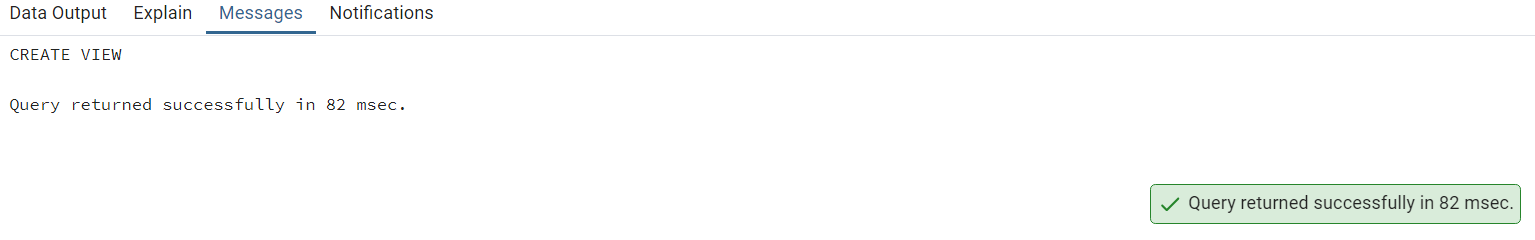 Data Output Explain Messages Notifications
CREATE VIEW
Query returned successfully in 82 msec.
Query returned successfully in 82 msec.